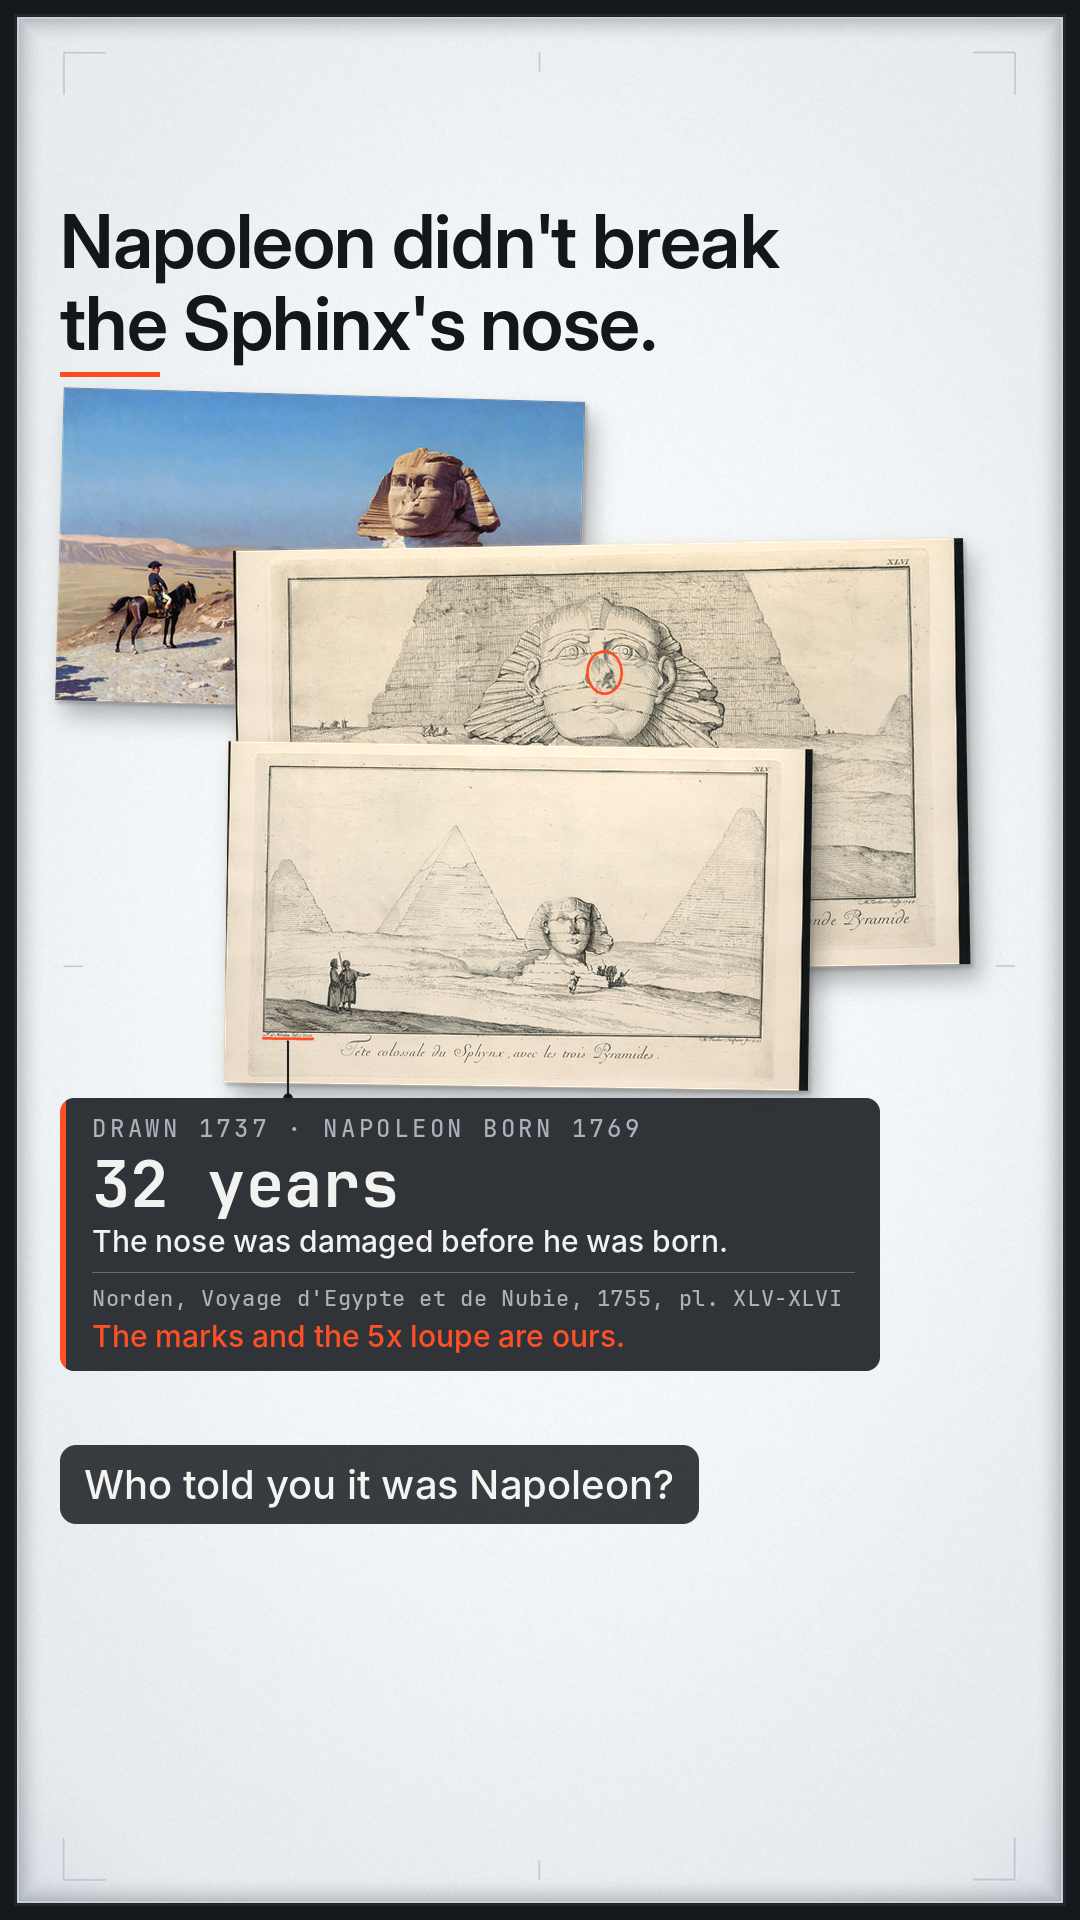 Napoleon didn't break
the Sphinx's nose.
XLVI
nde Pyramide
XLV
Tête colossale du Sphynx, avec les trois Pyramides.
DRAWN 1737 · NAPOLEON BORN 1769
32 years
The nose was damaged before he was born.
Norden, Voyage d'Egypte et de Nubie, 1755, pl. XLV-XLVI
The marks and the 5x loupe are ours.
Who told you it was Napoleon?